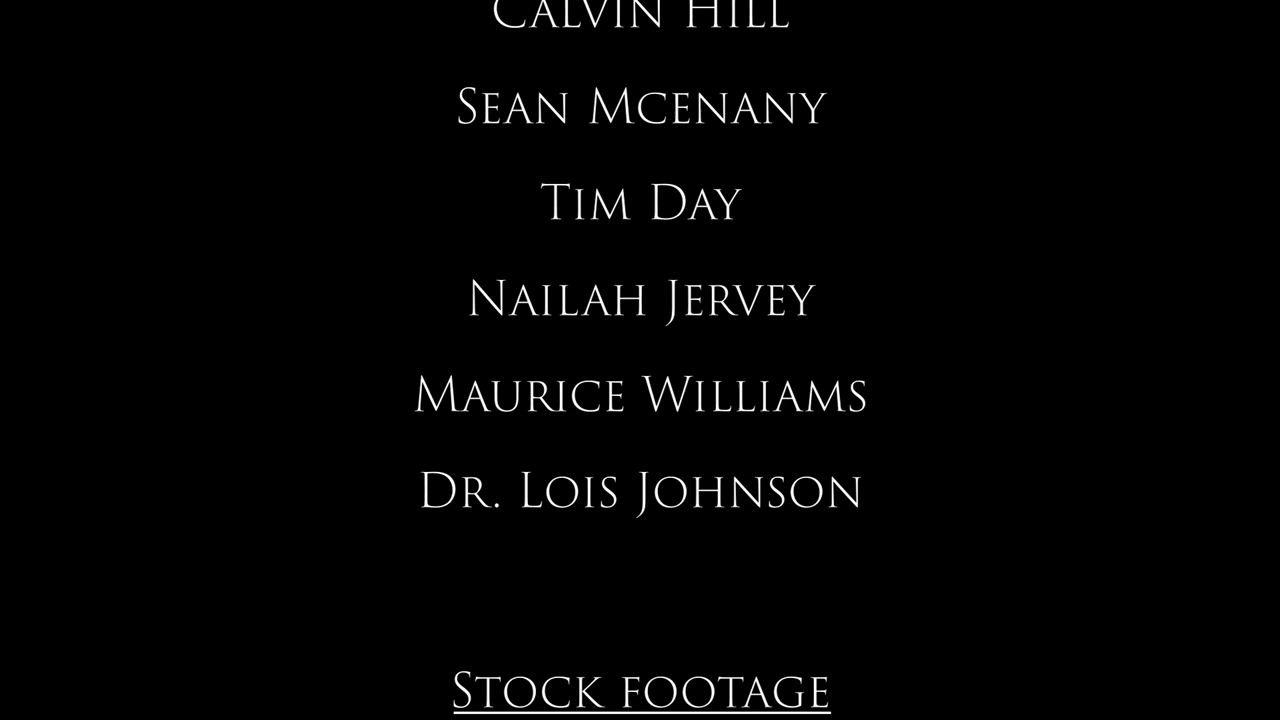 Calvin Hill
Sean Mcenany
Tim Day
Nailah Jervey
Maurice Williams
Dr. Lois Johnson
Stock footage